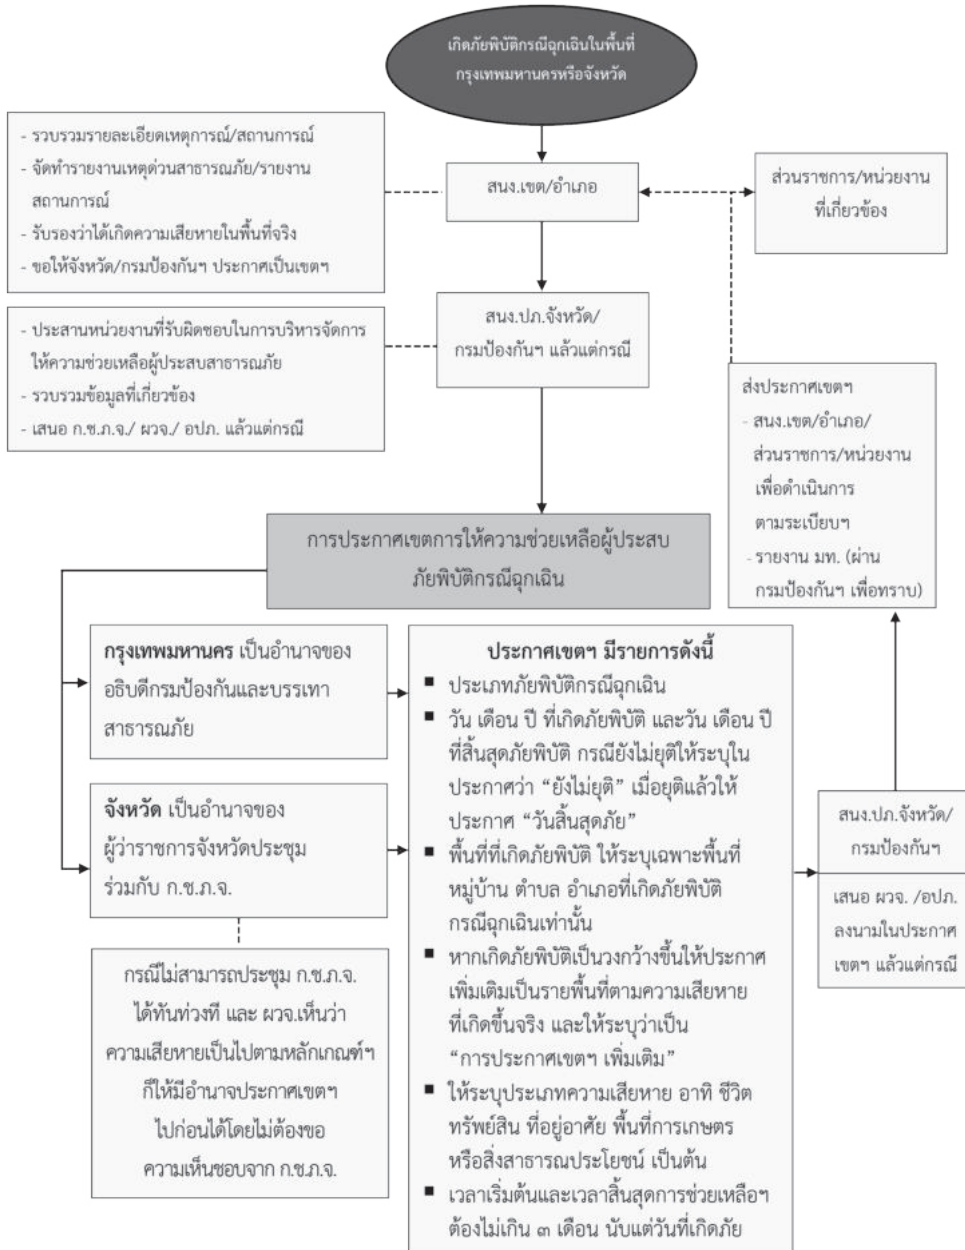 เกิดภัยพิบัติกรณีฉุกเฉินในพื้นที่
กรุงเทพมหานครหรือจังหวัด
- รวบรวมรายละเอียดเหตุการณ์/สถานการณ์
- จัดทำรายงานเหตุด่วนสาธารณภัย/รายงาน
สถานการณ์
- รับรองว่าได้เกิดความเสียหายในพื้นที่จริง
- ขอให้จังหวัด/กรมป้องกันฯ ประกาศเป็นเขตฯ
สนง.เขต/อำเภอ
ส่วนราชการ/หน่วยงาน
ที่เกี่ยวข้อง
- ประสานหน่วยงานที่รับผิดชอบในการบริหารจัดการ
ให้ความช่วยเหลือผู้ประสบสาธารณภัย
- รวบรวมข้อมูลที่เกี่ยวข้อง
- เสนอ ก.ช.ภ.จ./ ผวจ./ อปภ. แล้วแต่กรณี
สนง.ปภ.จังหวัด/
กรมป้องกันฯ แล้วแต่กรณี
ส่งประกาศเขตฯ
- สนง.เขต/อำเภอ/
ส่วนราชการ/หน่วยงาน
เพื่อดำเนินการ
ตามระเบียบฯ
- รายงาน มท. (ผ่าน
กรมป้องกันฯ เพื่อทราบ)
การประกาศเขตการให้ความช่วยเหลือผู้ประสบ
ภัยพิบัติกรณีฉุกเฉิน
กรุงเทพมหานคร เป็นอำนาจของ
อธิบดีกรมป้องกันและบรรเทา
สาธารณภัย
จังหวัด เป็นอำนาจของ
ผู้ว่าราชการจังหวัดประชุม
ร่วมกับ ก.ช.ภ.จ.
กรณีไม่สามารถประชุม ก.ช.ภ.จ.
ได้ทันท่วงที และ ผวจ.เห็นว่า
ความเสียหายเป็นไปตามหลักเกณฑ์ฯ
ก็ให้มีอำนาจประกาศเขตฯ
ไปก่อนได้โดยไม่ต้องขอ
ความเห็นชอบจาก ก.ช.ภ.จ.
ประกาศเขตฯ มีรายการดังนี้
■ ประเภทภัยพิบัติกรณีฉุกเฉิน
■ วัน เดือน ปี ที่เกิดภัยพิบัติ และวัน เดือน ปี
ที่สิ้นสุดภัยพิบัติ กรณียังไม่ยุติให้ระบุใน
ประกาศว่า “ยังไม่ยุติ” เมื่อยุติแล้วให้
ประกาศ “วันสิ้นสุดภัย”
■ พื้นที่ที่เกิดภัยพิบัติ ให้ระบุเฉพาะพื้นที่
หมู่บ้าน ตำบล อำเภอที่เกิดภัยพิบัติ
กรณีฉุกเฉินเท่านั้น
■ หากเกิดภัยพิบัติเป็นวงกว้างขึ้นให้ประกาศ
เพิ่มเติมเป็นรายพื้นที่ตามความเสียหาย
ที่เกิดขึ้นจริง และให้ระบุว่าเป็น
“การประกาศเขตฯ เพิ่มเติม”
■ ให้ระบุประเภทความเสียหาย อาทิ ชีวิต
ทรัพย์สิน ที่อยู่อาศัย พื้นที่การเกษตร
หรือสิ่งสาธารณประโยชน์ เป็นต้น
■ เวลาเริ่มต้นและเวลาสิ้นสุดการช่วยเหลือฯ
ต้องไม่เกิน ๓ เดือน นับแต่วันที่เกิดภัย
สนง.ปภ.จังหวัด/
กรมป้องกันฯ
เสนอ ผวจ. /อปภ.
ลงนามในประกาศ
เขตฯ แล้วแต่กรณี